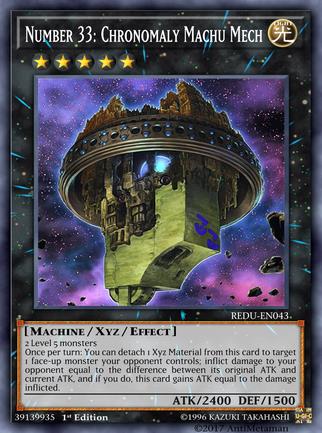 NUMBER 33: CHRONOMALY MACHU MECH
LIGHT
光
33
REDU-EN043
[MACHINE / XYZ / EFFECT]
2 Level 5 monsters
Once per turn: You can detach 1 Xyz Material from this card to target
1 face-up monster your opponent controls; inflict damage to your
opponent equal to the difference between its original ATK and
current ATK, and if you do, this card gains ATK equal to the damage
inflicted.
ATK/2400 DEF/1500
39139935 1st Edition ©1996 KAZUKI TAKAHASHI
©2017 AntiMetaman